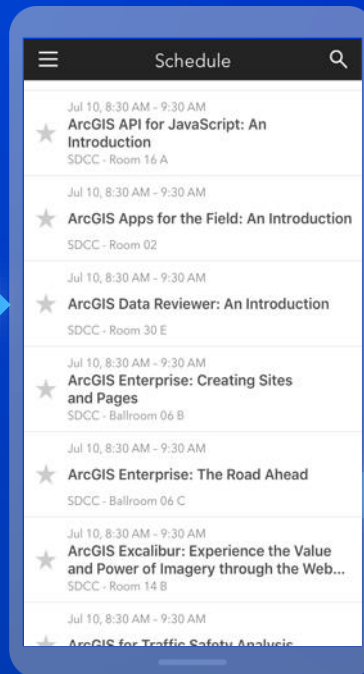 Schedule
Jul 10, 8:30 AM - 9:30 AM
ArcGIS API for JavaScript: An
Introduction
SDCC - Room 16 A
Jul 10, 8:30 AM - 9:30 AM
ArcGIS Apps for the Field: An Introduction
SDCC - Room 02
Jul 10, 8:30 AM - 9:30 AM
ArcGIS Data Reviewer: An Introduction
SDCC - Room 30 E
Jul 10, 8:30 AM - 9:30 AM
ArcGIS Enterprise: Creating Sites
and Pages
SDCC - Ballroom 06 B
Jul 10, 8:30 AM - 9:30 AM
ArcGIS Enterprise: The Road Ahead
SDCC - Ballroom 06 C
Jul 10, 8:30 AM - 9:30 AM
ArcGIS Excalibur: Experience the Value
and Power of Imagery through the Web...
SDCC - Room 14 B
Jul 10, 8:30 AM - 9:30 AM
ArcGIS for Traffic Safety Analysis